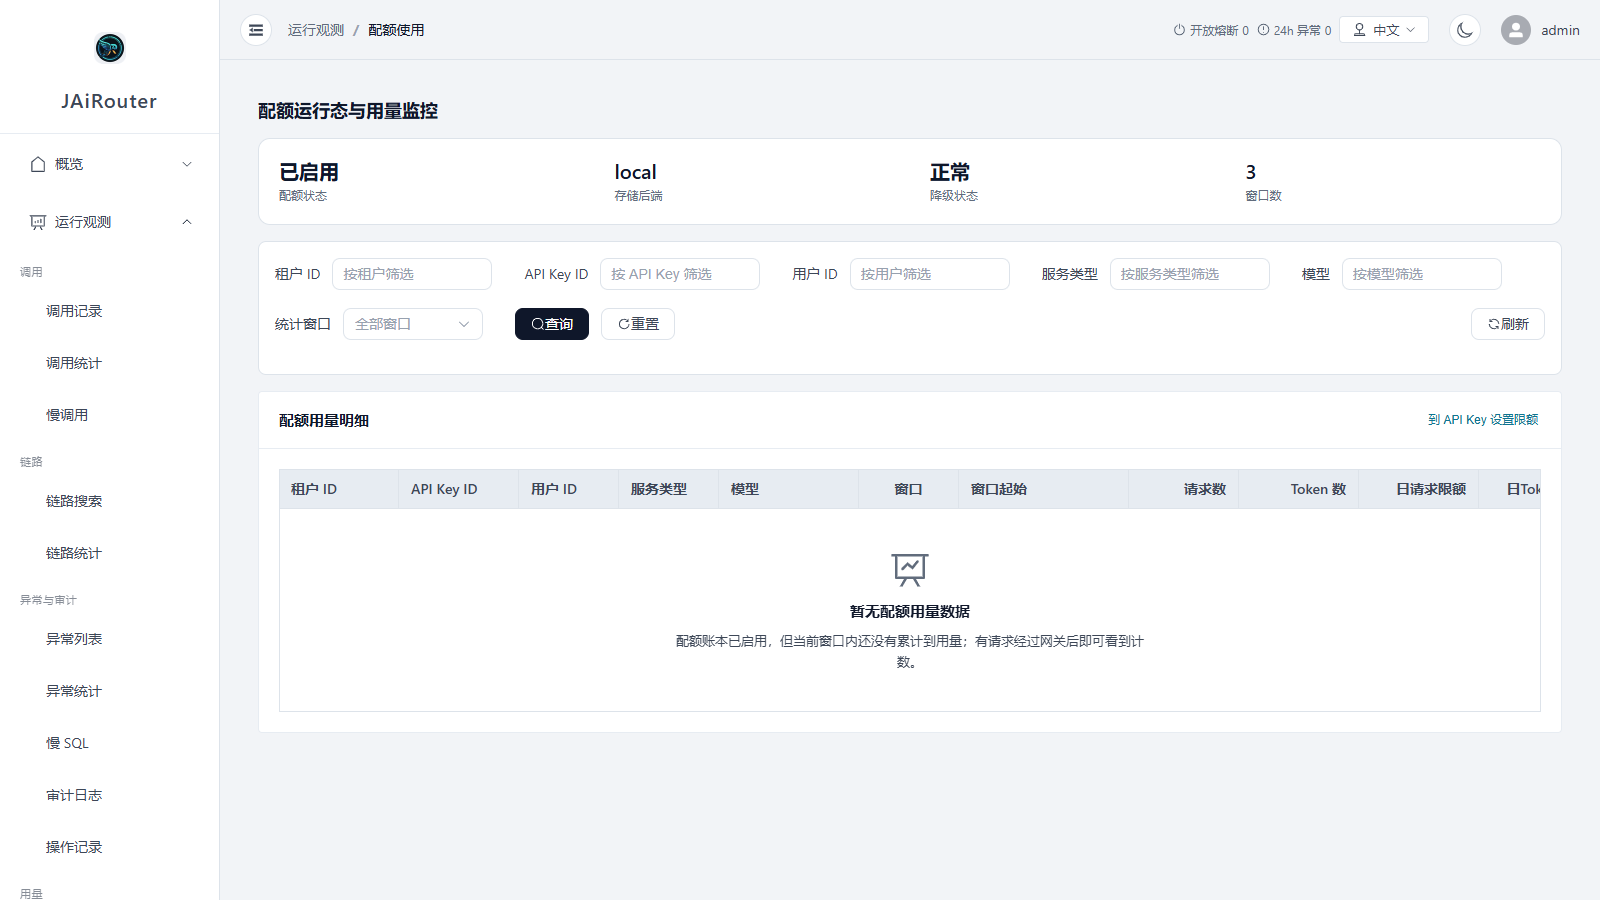 JAiRouter
概览
运行观测
调用
调用记录
调用统计
慢调用
链路
链路搜索
链路统计
异常与审计
异常列表
异常统计
慢 SQL
审计日志
操作记录
用量
运行观测 / 配额使用
开放熔断 0 24h 异常 0 中文 admin
配额运行态与用量监控
已启用 local 正常 3
配额状态 存储后端 降级状态 窗口数
租户 ID 按租户筛选 API Key ID 按 API Key 筛选 用户 ID 按用户筛选 服务类型 按服务类型筛选 模型 按模型筛选
统计窗口 全部窗口 查询 重置 刷新
配额用量明细 到 API Key 设置限额
租户 ID API Key ID 用户 ID 服务类型 模型 窗口 窗口起始 请求数 Token 数 日请求限额 日Tok
暂无配额用量数据
配额账本已启用，但当前窗口内还没有累计到用量；有请求经过网关后即可看到计
数。